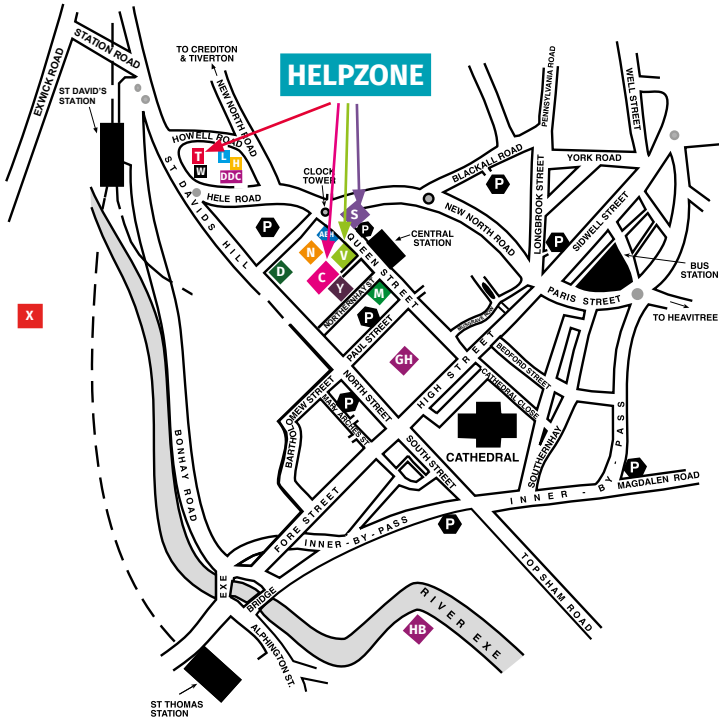 STATION ROAD
EXWICK ROAD
TO CREDITON
& TIVERTON
HELPZONE
ST DAVID'S
STATION
NEW NORTH ROAD
HOWELL ROAD
T
L
H
W
DDC
ST DAVIDS HILL
HELE ROAD
CLOCK
TOWER
PENNSYLVANIA ROAD
WELL STREET
BLACKALL ROAD
YORK ROAD
P
LONGBROOK STREET
SIDWELL STREET
NEW NORTH ROAD
P
P
P
S
AEH
CENTRAL
STATION
QUEEN STREET
N
V
D
C
Y
M
NORTHERNHAY ST
P
PAUL STREET
BUS
STATION
PARIS STREET
TO HEAVITREE
X
GH
HIGH STREET
BEDFORD STREET
CATHEDRAL CLOSE
NORTH STREET
BARTHOLOMEW STREET
P
MARY ARCHES ST
CATHEDRAL
SOUTH STREET
SOUTHERNHAY
BONHAY ROAD
FORE STREET
INNER-BY-PASS
P
INNER - BY - PASS
P
MAGDALEN ROAD
TOPSHAM ROAD
EXE
BRIDGE
RIVER EXE
HB
ALPHINGTON ST.
ST THOMAS
STATION